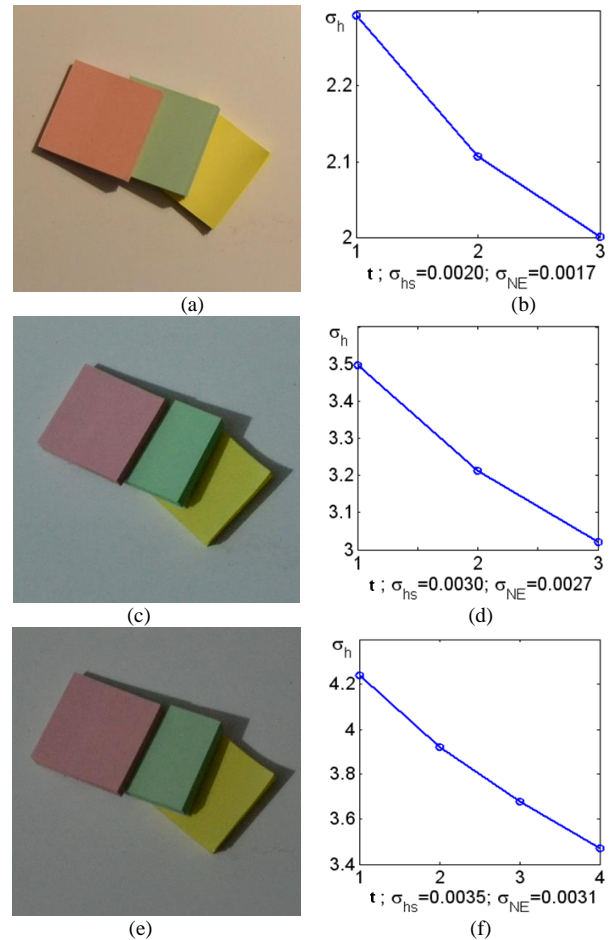 σh
2.2
2.1
2
1 2 3
t ; σhs=0.0020; σNE=0.0017
(a) (b)
σh
3.5
3.4
3.3
3.2
3.1
3
1 2 3
t ; σhs=0.0030; σNE=0.0027
(c) (d)
σh
4.2
4
3.8
3.6
3.4
1 2 3 4
t ; σhs=0.0035; σNE=0.0031
(e) (f)